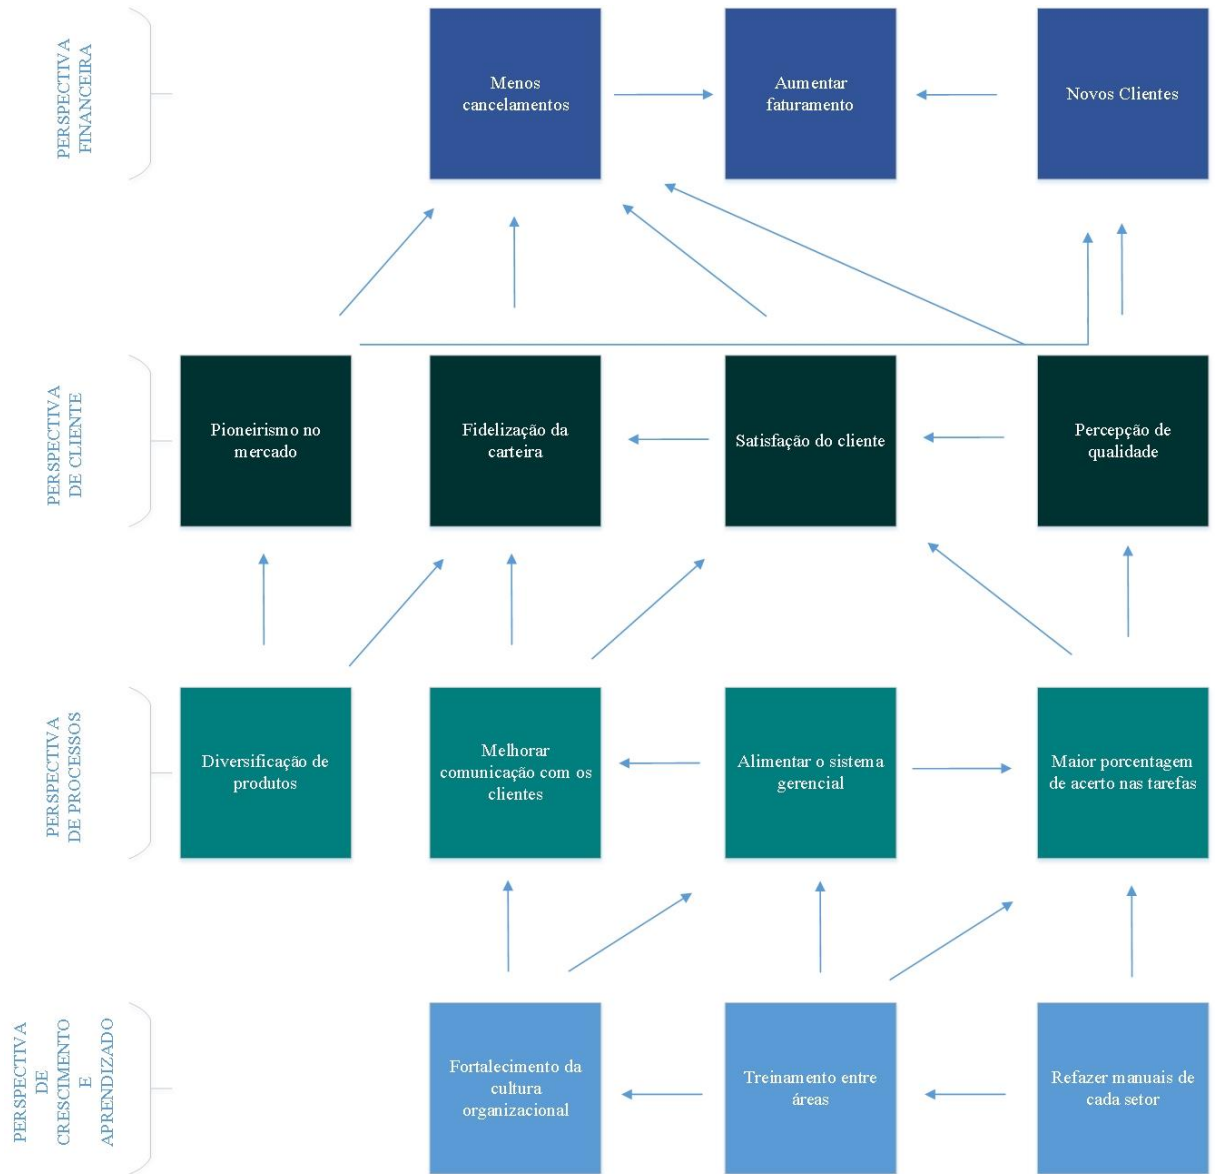 PERSPECTIVA
FINANCEIRA
Menos
cancelamentos
Aumentar
faturamento
Novos Clientes
PERSPECTIVA
DE CLIENTE
Pioneirismo no
mercado
Fidelização da
carteira
Satisfação do cliente
Percepção de
qualidade
PERSPECTIVA
DE PROCESSOS
Diversificação de
produtos
Melhorar
comunicação com os
clientes
Alimentar o sistema
gerencial
Maior porcentagem
de acerto nas tarefas
PERSPECTIVA
DE
CRESCIMENTO
E
APRENDIZADO
Fortalecimento da
cultura
organizacional
Treinamento entre
áreas
Refazer manuais de
cada setor